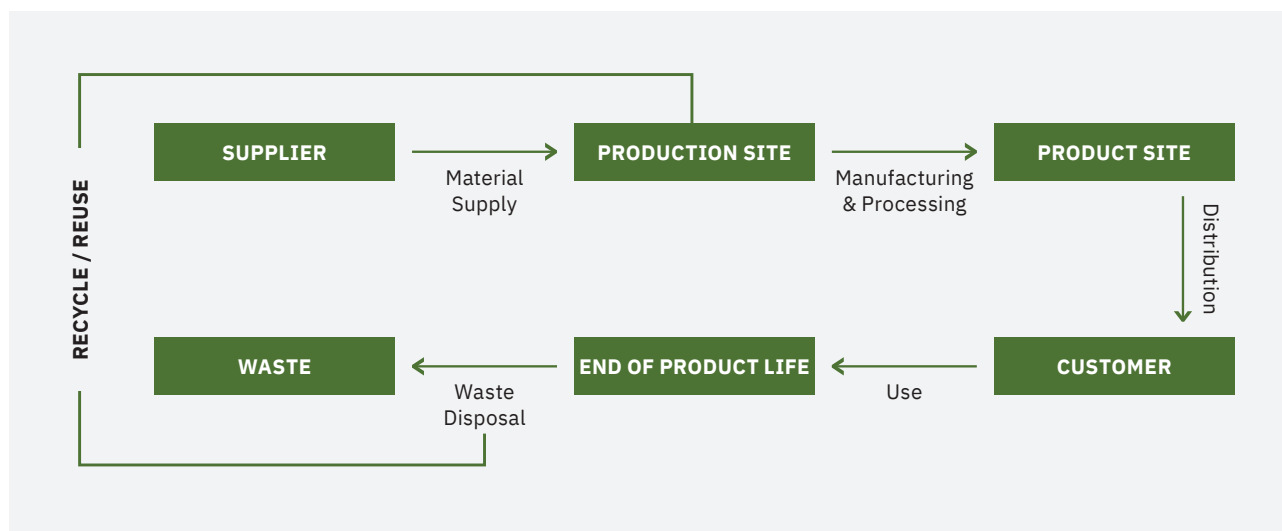 SUPPLIER
Material
Supply
PRODUCTION SITE
Manufacturing
& Processing
PRODUCT SITE
Distribution
CUSTOMER
Use
END OF PRODUCT LIFE
Waste
Disposal
WASTE
RECYCLE / REUSE